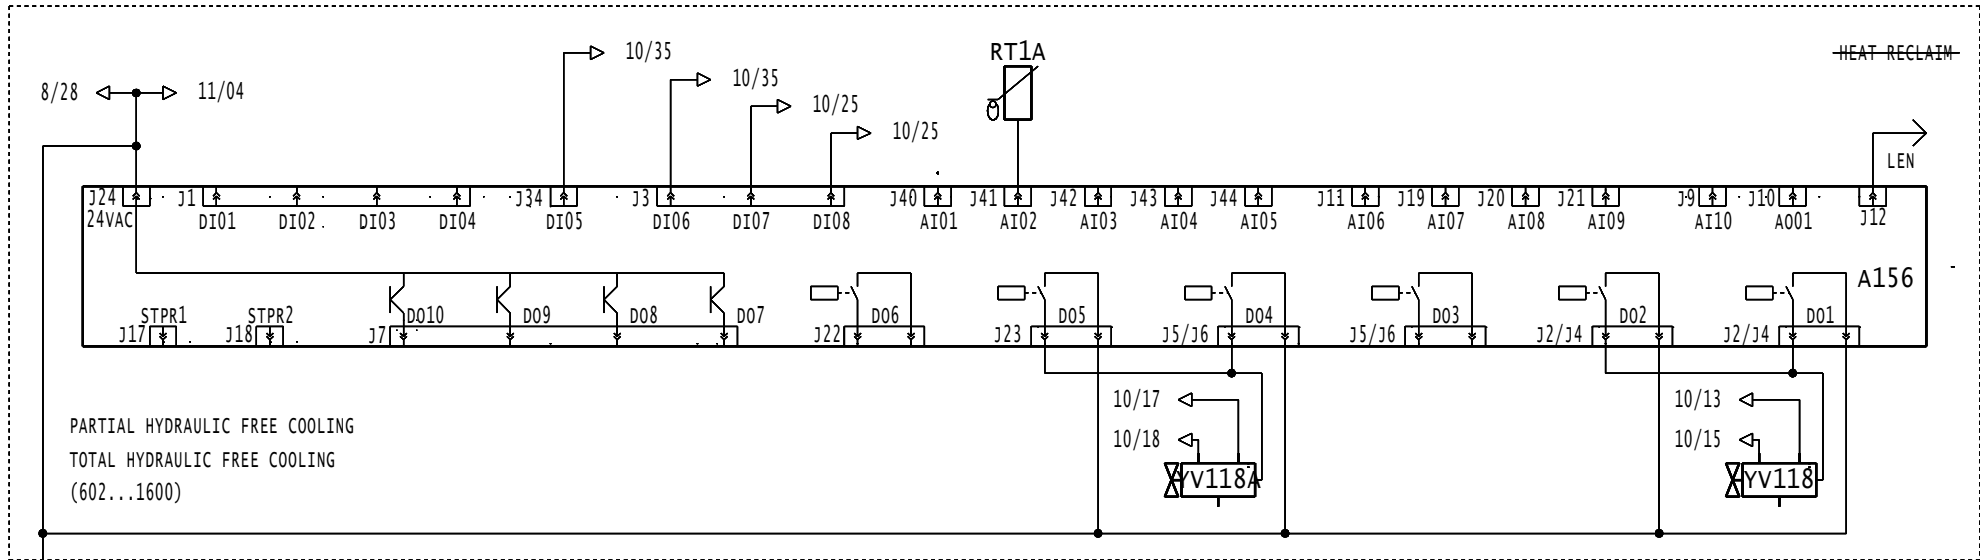 RT1A
10/35
HEAT RECLAIM
10/35
8/28
11/04
10/25
10/25
LEN
J24
J1
J34
J3
J40
J41
J42
J43
J44
J11
J19
J20
J21
J9
J10
J12
24VAC
DI01
DI02
DI03
DI04
DI05
DI06
DI07
DI08
AI01
AI02
AI03
AI04
AI05
AI06
AI07
AI08
AI09
AI10
AO01
A156
STPR1
STPR2
DO10
DO9
DO8
DO7
DO6
DO5
DO4
DO3
DO2
DO1
J17
J18
J7
J22
J23
J5/J6
J5/J6
J2/J4
J2/J4
10/17
10/13
PARTIAL HYDRAULIC FREE COOLING
10/18
10/15
TOTAL HYDRAULIC FREE COOLING
YV118A
YV118
(602...1600)